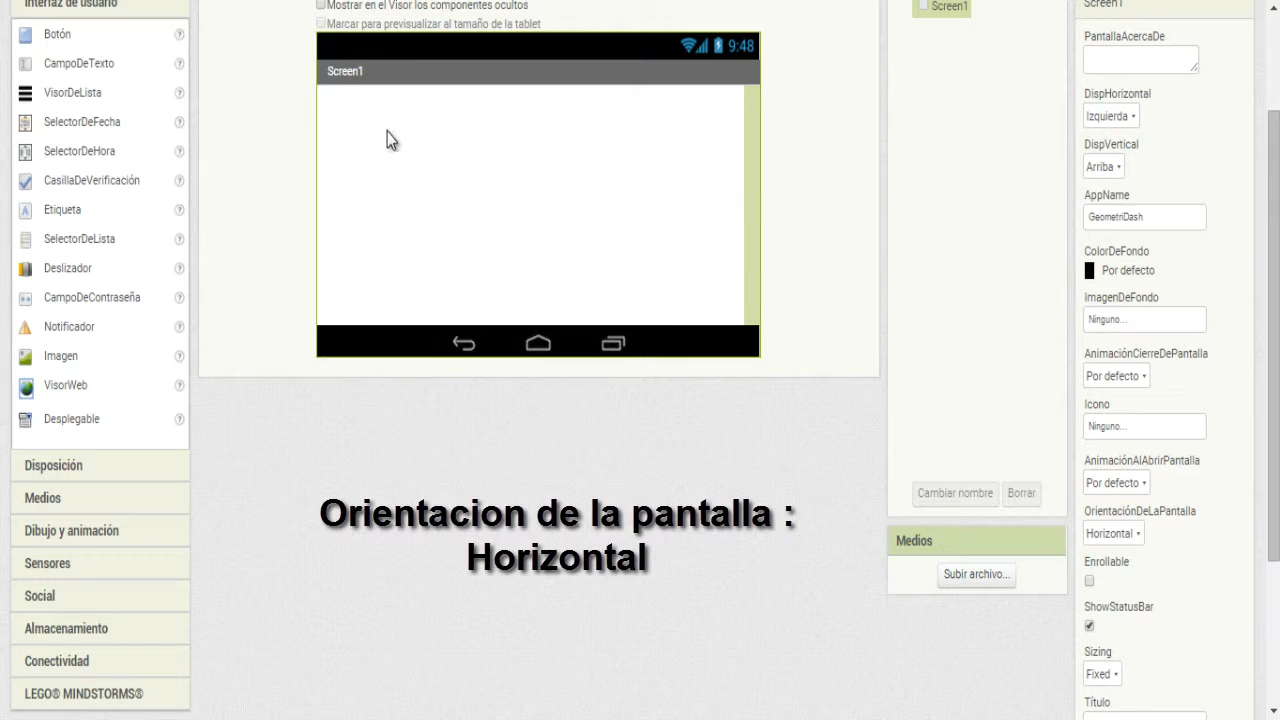 Interfaz de usuario
Botón
CampoDeTexto
VisorDeLista
SelectorDeFecha
SelectorDeHora
CasillaDeVerificación
Etiqueta
SelectorDeLista
Deslizador
CampoDeContraseña
Notificador
Imagen
VisorWeb
Desplegable
Disposición
Medios
Dibujo y animación
Sensores
Social
Almacenamiento
Conectividad
LEGO® MINDSTORMS®
Mostrar en el Visor los componentes ocultos
Marcar para previsualizar al tamaño de la tablet
9:48
Screen1
Orientacion de la pantalla :
Horizontal
Screen1
Cambiar nombre Borrar
Medios
Subir archivo...
Screen1
PantallaAcercaDe
DispHorizontal
Izquierda
DispVertical
Arriba
AppName
GeometriDash
ColorDeFondo
Por defecto
ImagenDeFondo
Ninguno...
AnimaciónCierreDePantalla
Por defecto
Icono
Ninguno...
AnimaciónAlAbrirPantalla
Por defecto
OrientaciónDeLaPantalla
Horizontal
Enrollable
ShowStatusBar
Sizing
Fixed
Título